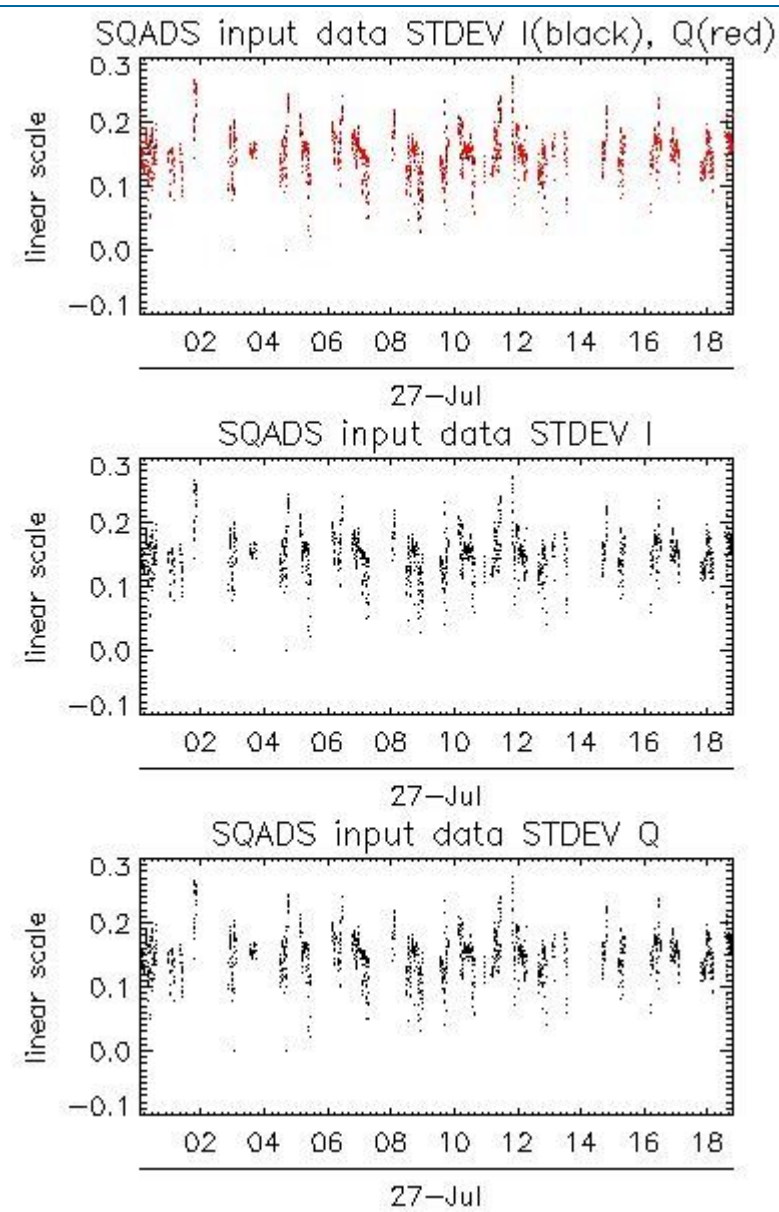 SQADS input data STDEV I(black), Q(red)
0.3
0.2
0.1
0.0
−0.1
linear scale
02 04 06 08 10 12 14 16 18
27−Jul
SQADS input data STDEV I
0.3
0.2
0.1
0.0
−0.1
linear scale
02 04 06 08 10 12 14 16 18
27−Jul
SQADS input data STDEV Q
0.3
0.2
0.1
0.0
−0.1
linear scale
02 04 06 08 10 12 14 16 18
27−Jul